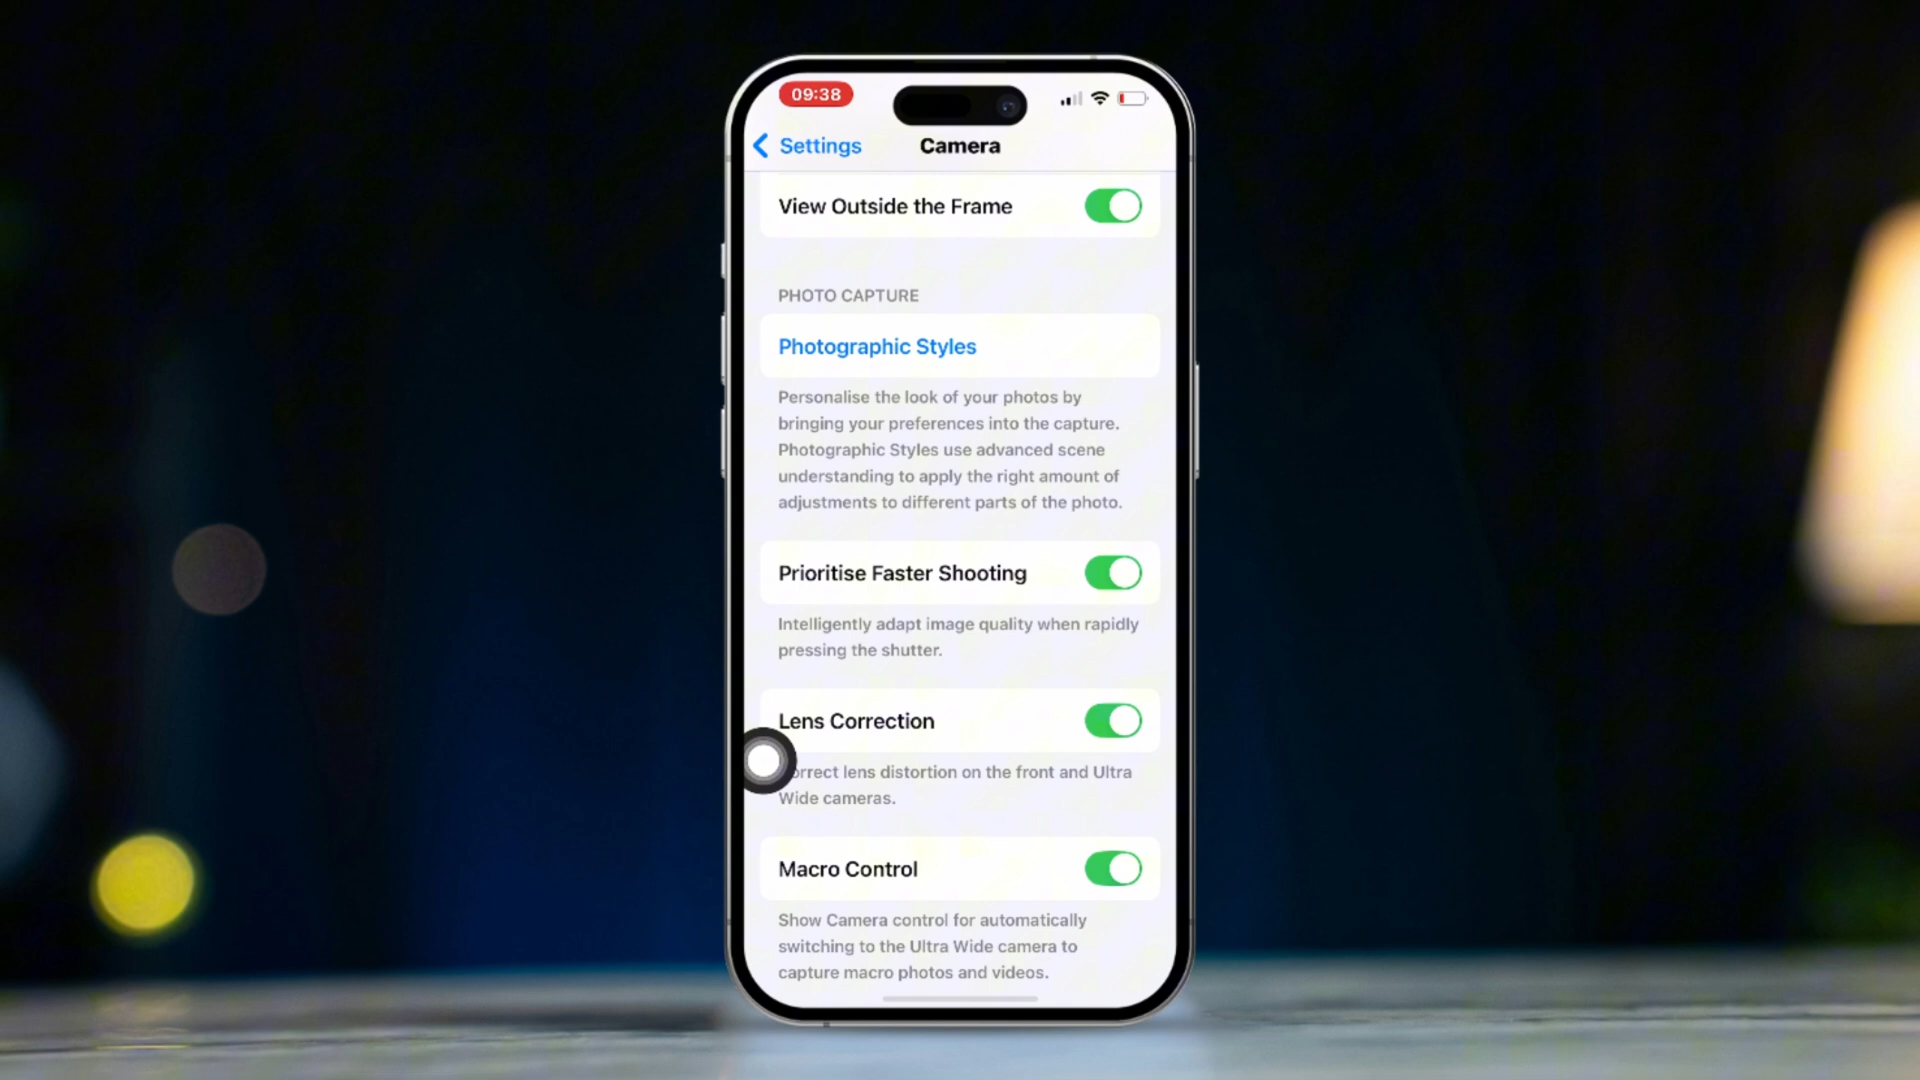 09:38
Settings
Camera
View Outside the Frame
PHOTO CAPTURE
Photographic Styles
Personalise the look of your photos by
bringing your preferences into the capture.
Photographic Styles use advanced scene
understanding to apply the right amount of
adjustments to different parts of the photo.
Prioritise Faster Shooting
Intelligently adapt image quality when rapidly
pressing the shutter.
Lens Correction
orrect lens distortion on the front and Ultra
Wide cameras.
Macro Control
Show Camera control for automatically
switching to the Ultra Wide camera to
capture macro photos and videos.